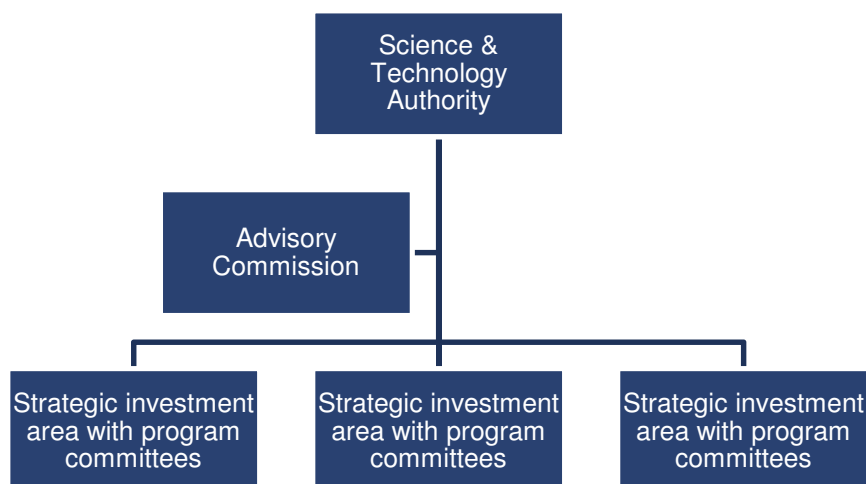 Science &
Technology
Authority
Advisory
Commission
Strategic investment
area with program
committees
Strategic investment
area with program
committees
Strategic investment
area with program
committees